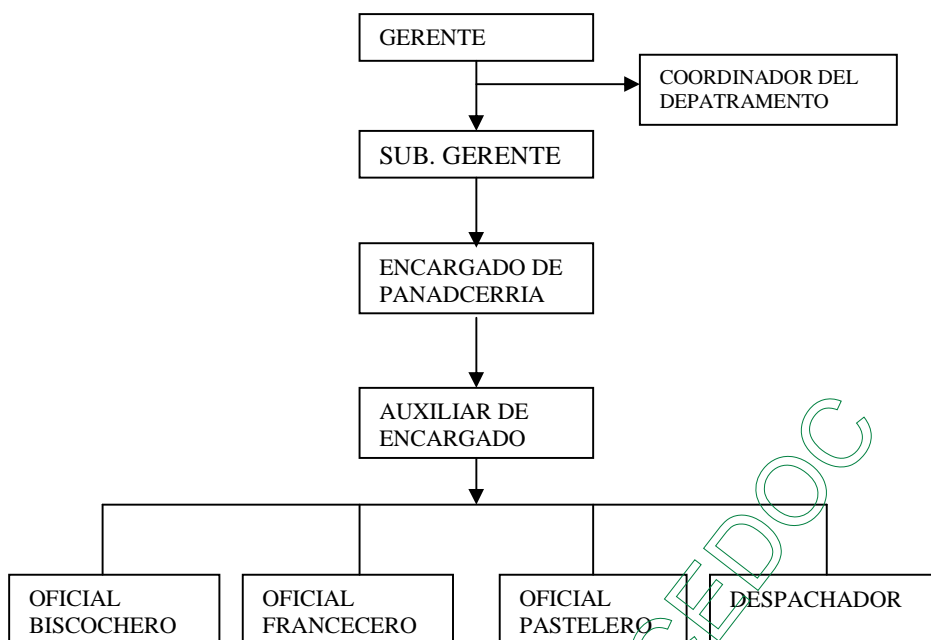 GERENTE
COORDINADOR DEL
DEPATRAMENTO
SUB. GERENTE
ENCARGADO DE
PANADCERRIA
AUXILIAR DE
ENCARGADO
OFICIAL
BISCOCHERO
OFICIAL
FRANCECERO
OFICIAL
PASTELERO
DESPACHADOR
CEDOC